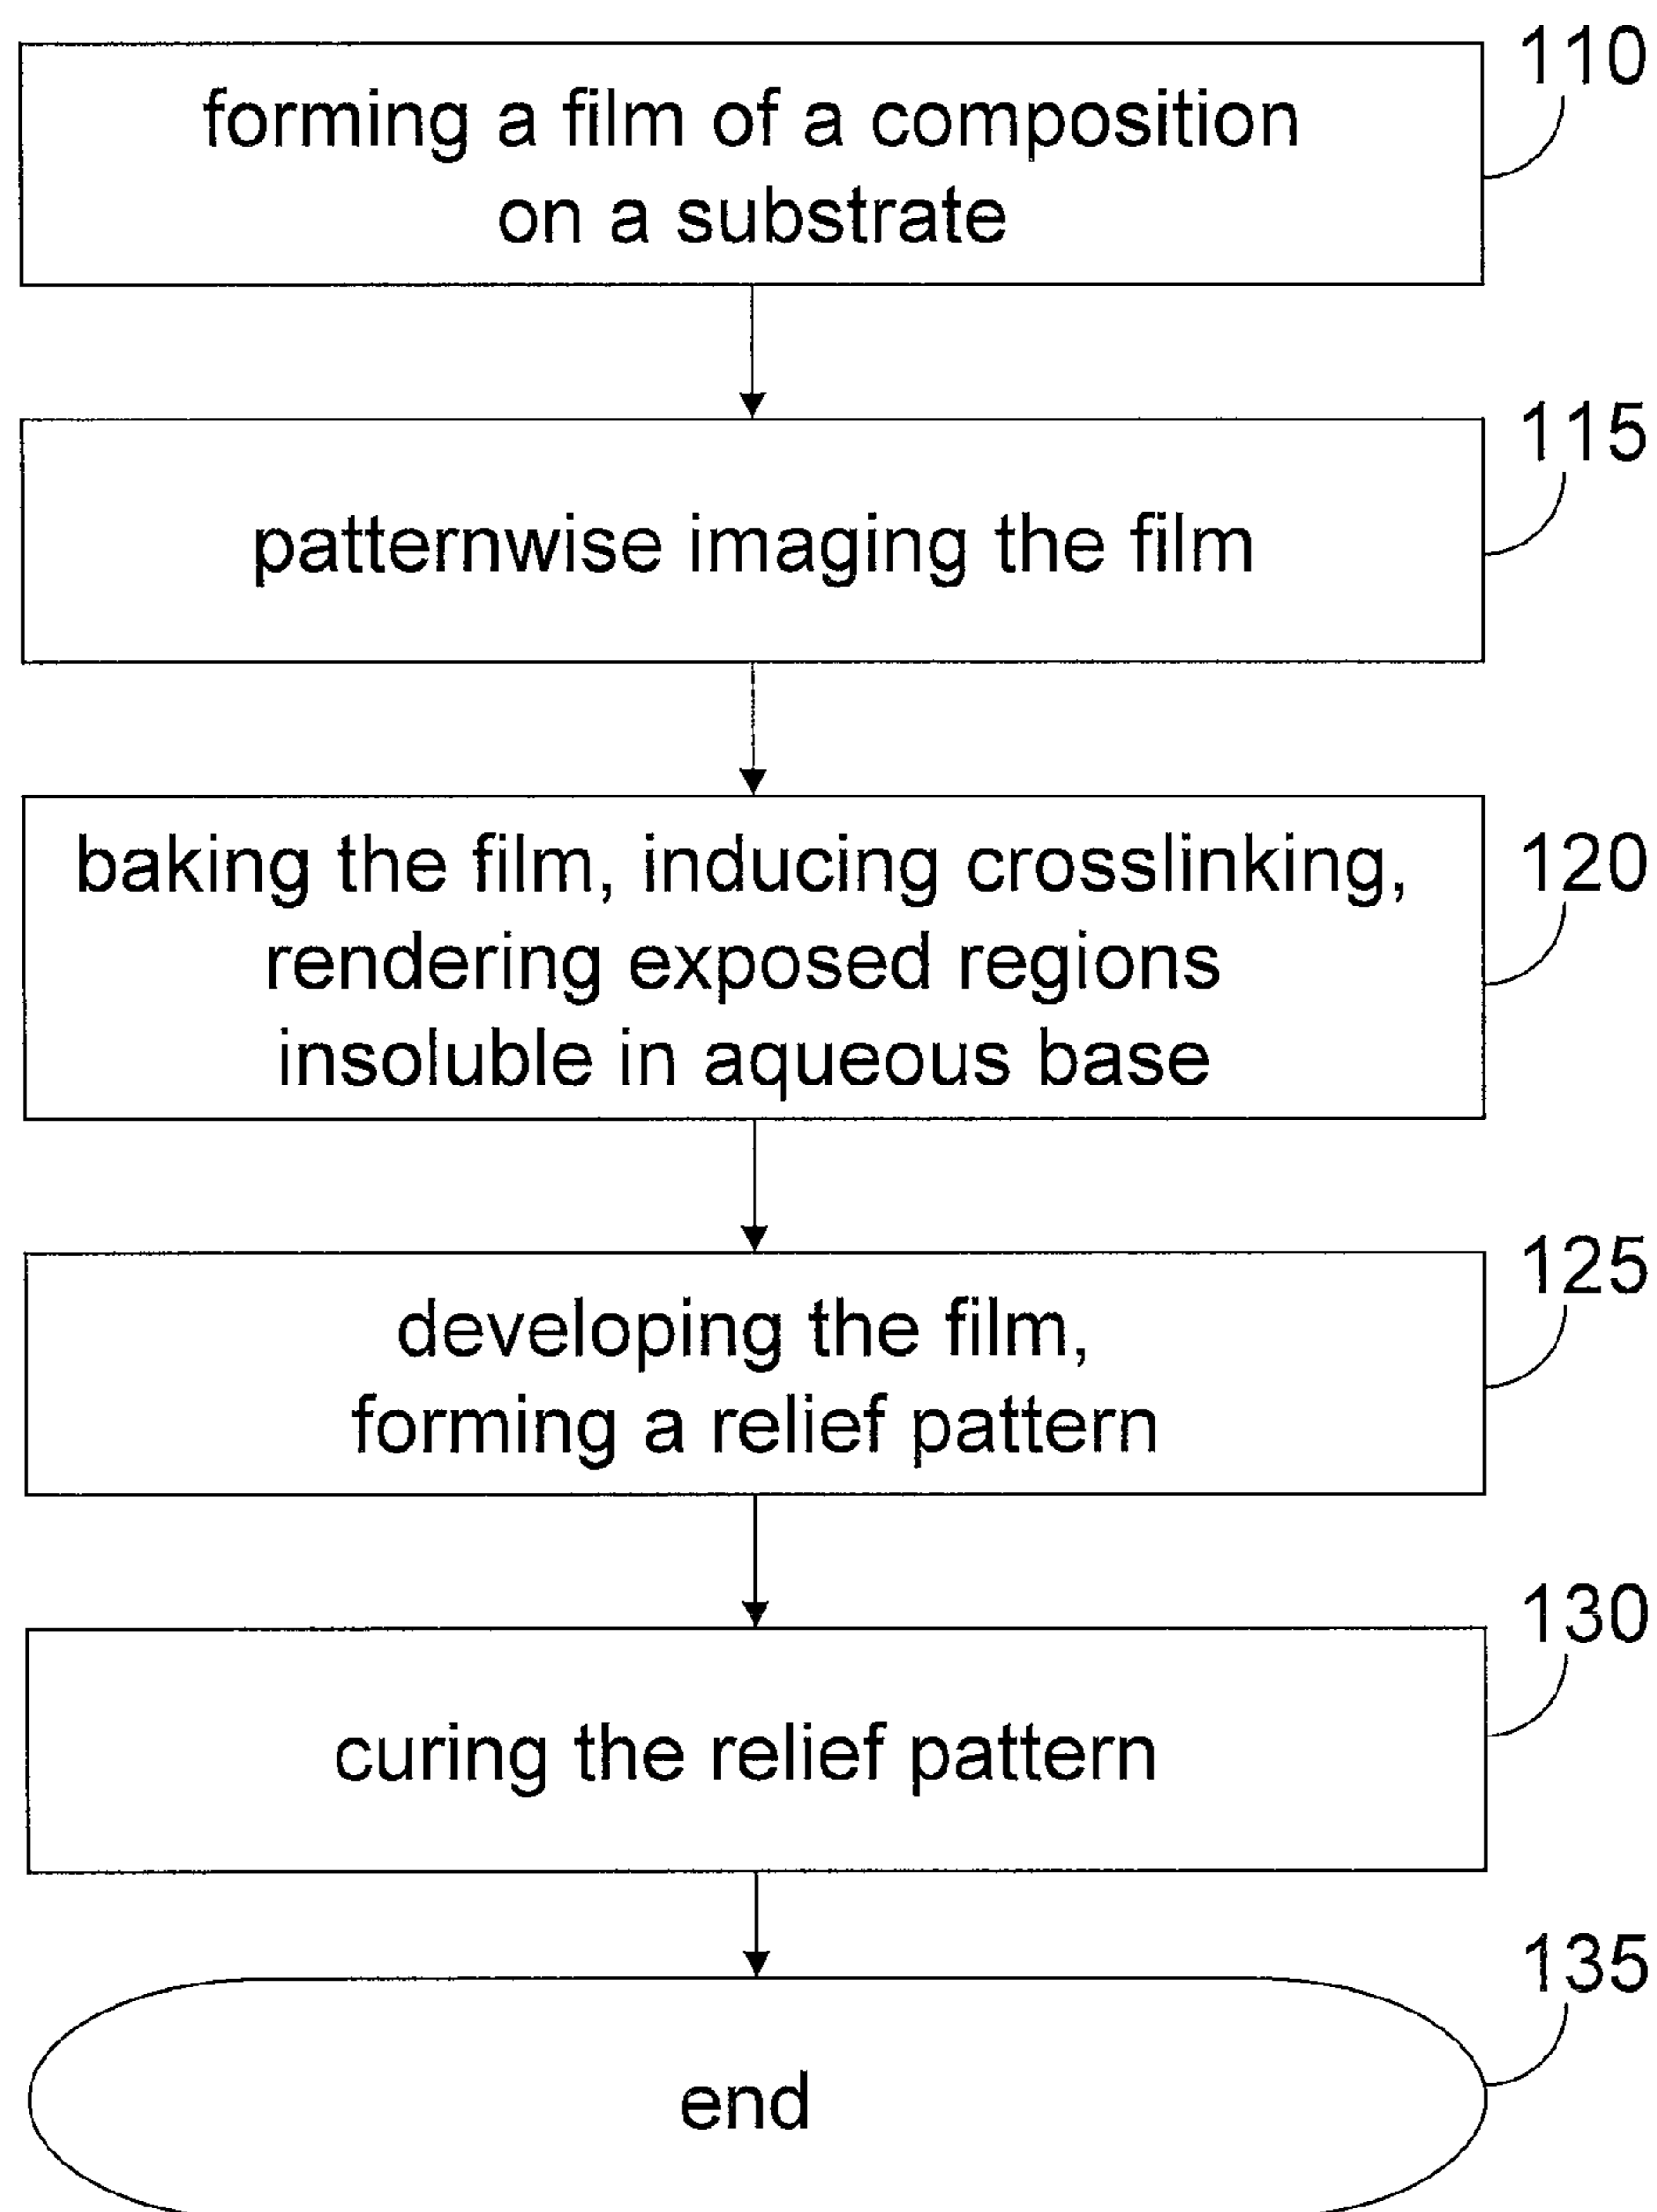 110
forming a film of a composition
on a substrate
115
patternwise imaging the film
120
baking the film, inducing crosslinking,
rendering exposed regions
insoluble in aqueous base
125
developing the film,
forming a relief pattern
130
curing the relief pattern
135
end